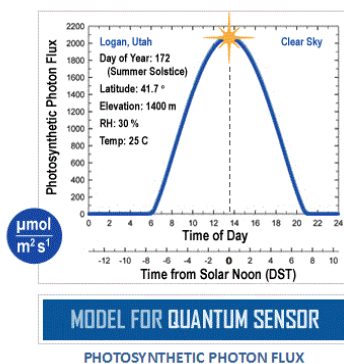 2200
2000
1800
1600
1400
1200
1000
800
600
400
200
0
Photosynthetic Photon Flux
Logan, Utah
Clear Sky
Day of Year: 172
(Summer Solstice)
Latitude: 41.7 °
Elevation: 1400 m
RH: 30 %
Temp: 25 C
µmol
m² s¹
0 2 4 6 8 10 12 14 16 18 20 22 24
Time of Day
-12 -10 -8 -6 -4 -2 0 2 4 6 8 10
Time from Solar Noon (DST)
MODEL FOR QUANTUM SENSOR
PHOTOSYNTHETIC PHOTON FLUX